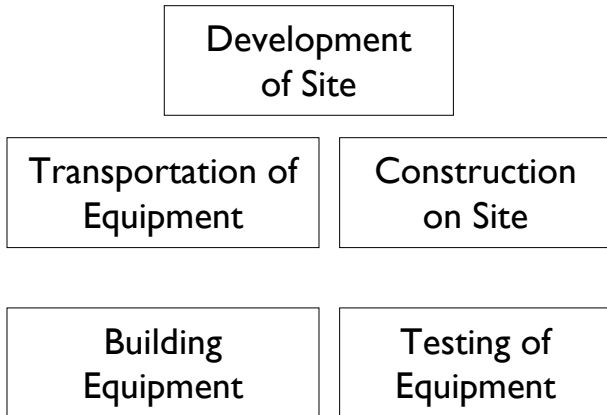 Development
of Site
Transportation of
Equipment
Construction
on Site
Building
Equipment
Testing of
Equipment